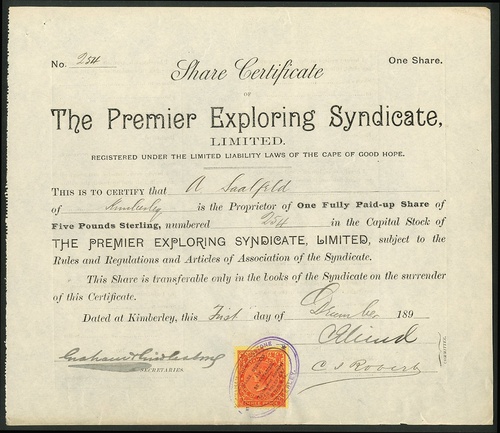 No. 254
One Share.
Share Certificate
OF
The Premier Exploring Syndicate,
LIMITED.
REGISTERED UNDER THE LIMITED LIABILITY LAWS OF THE CAPE OF GOOD HOPE.
THIS IS TO CERTIFY that A Saalfeld
of Kimberley is the Proprietor of One Fully Paid-up Share of
Five Pounds Sterling, numbered 254 in the Capital Stock of
THE PREMIER EXPLORING SYNDICATE, LIMITED, subject to the
Rules and Regulations and Articles of Association of the Syndicate.
This Share is transferable only in the books of the Syndicate on the surrender
of this Certificate.
Dated at Kimberley, this First day of December 189
SECRETARIES.